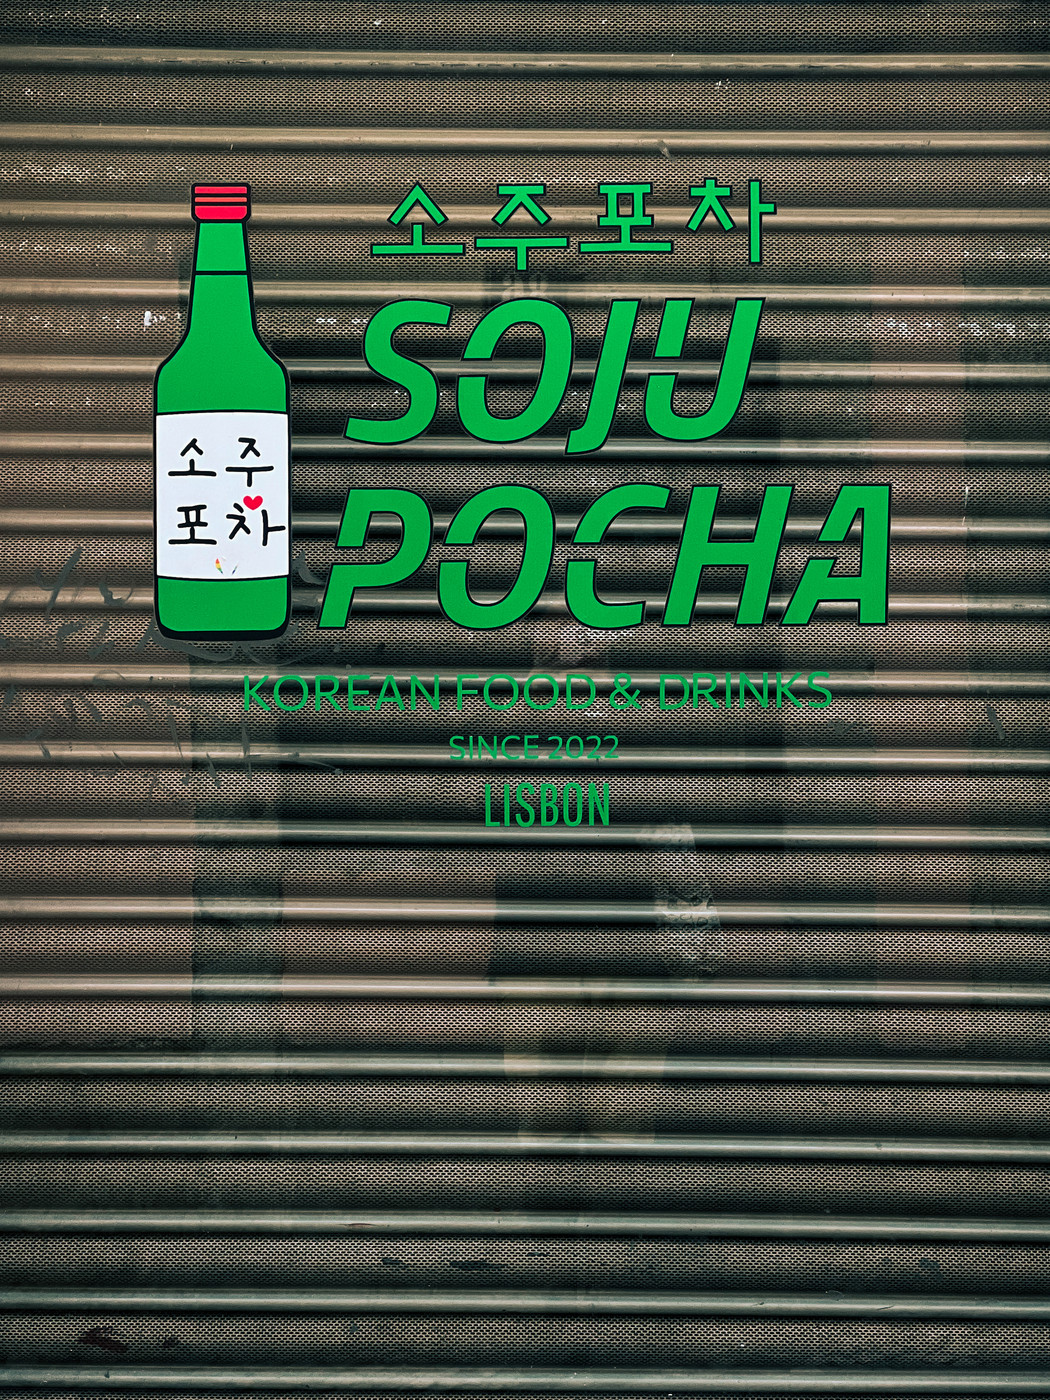 소주포차
SOJU
POCHA
소주
포차
KOREAN FOOD & DRINKS
SINCE 2022
LISBON